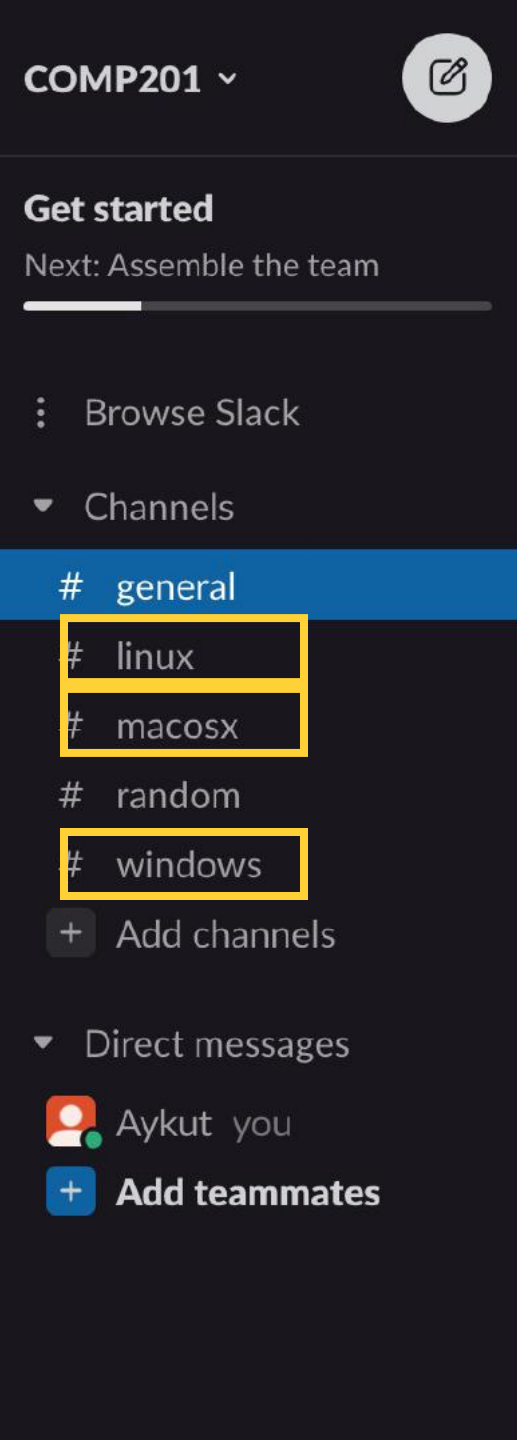 COMP201
Get started
Next: Assemble the team
Browse Slack
Channels
# general
# linux
# macosx
# random
# windows
+ Add channels
Direct messages
Aykut you
+ Add teammates